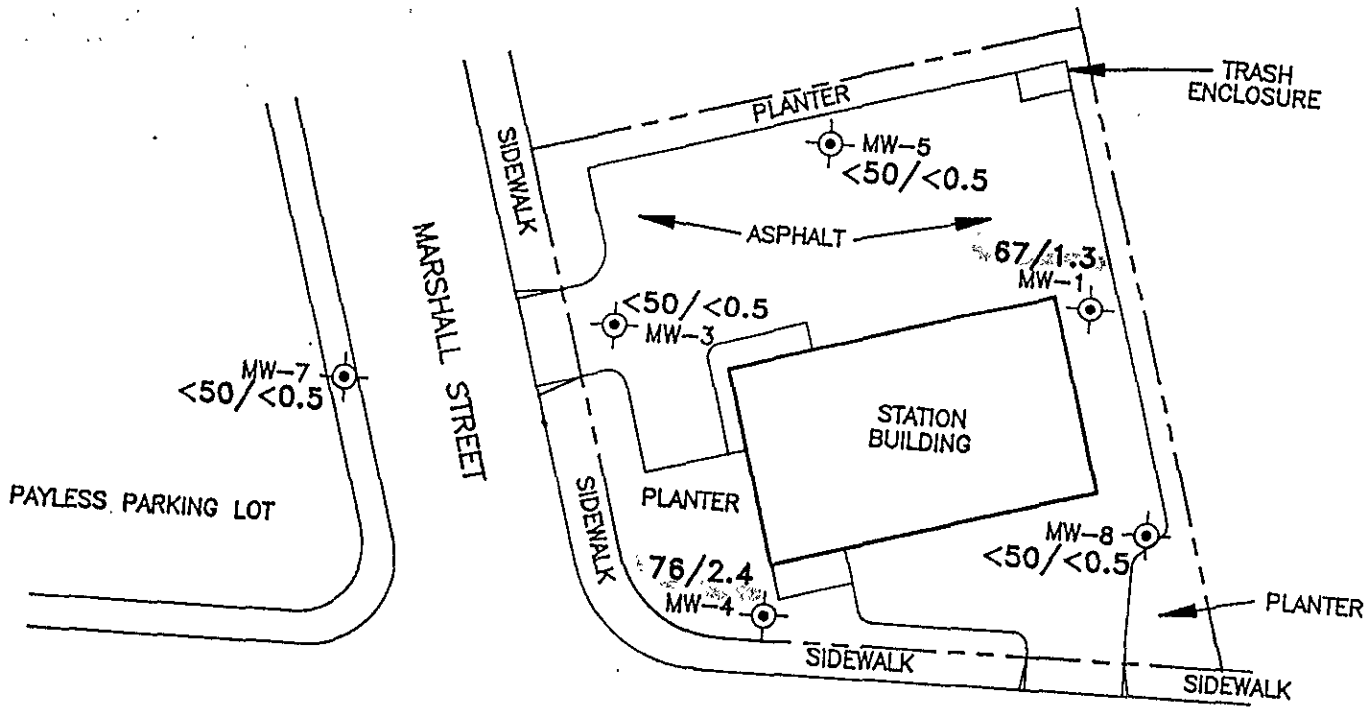 TRASH
ENCLOSURE
PLANTER
SIDEWALK
MW-5
<50/<0.5
ASPHALT
MARSHALL STREET
67/1.3
MW-1
<50/<0.5
MW-3
MW-7
<50/<0.5
STATION
BUILDING
PAYLESS PARKING LOT
PLANTER
SIDEWALK
MW-8
<50/<0.5
76/2.4
MW-4
PLANTER
SIDEWALK
SIDEWALK